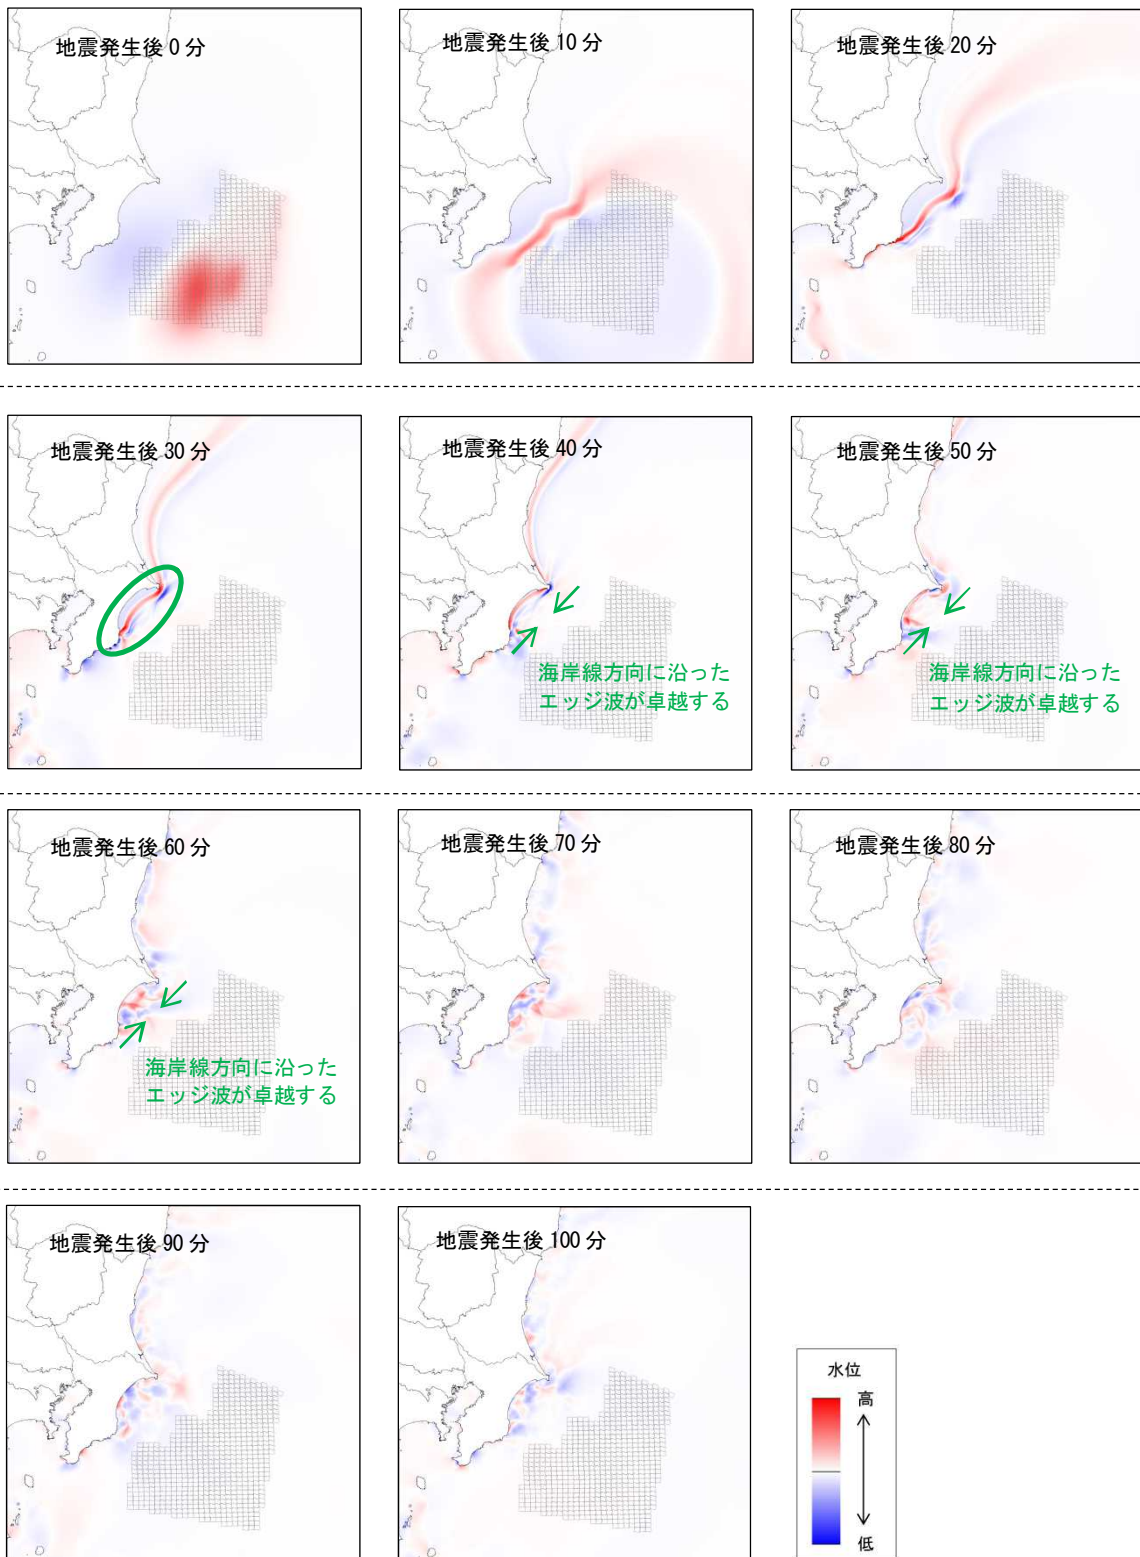 地震発生後 0 分
地震発生後 10 分
地震発生後 20 分
地震発生後 30 分
地震発生後 40 分
地震発生後 50 分
海岸線方向に沿った
エッジ波が卓越する
海岸線方向に沿った
エッジ波が卓越する
地震発生後 60 分
地震発生後 70 分
地震発生後 80 分
海岸線方向に沿った
エッジ波が卓越する
地震発生後 90 分
地震発生後 100 分
水位
高
低